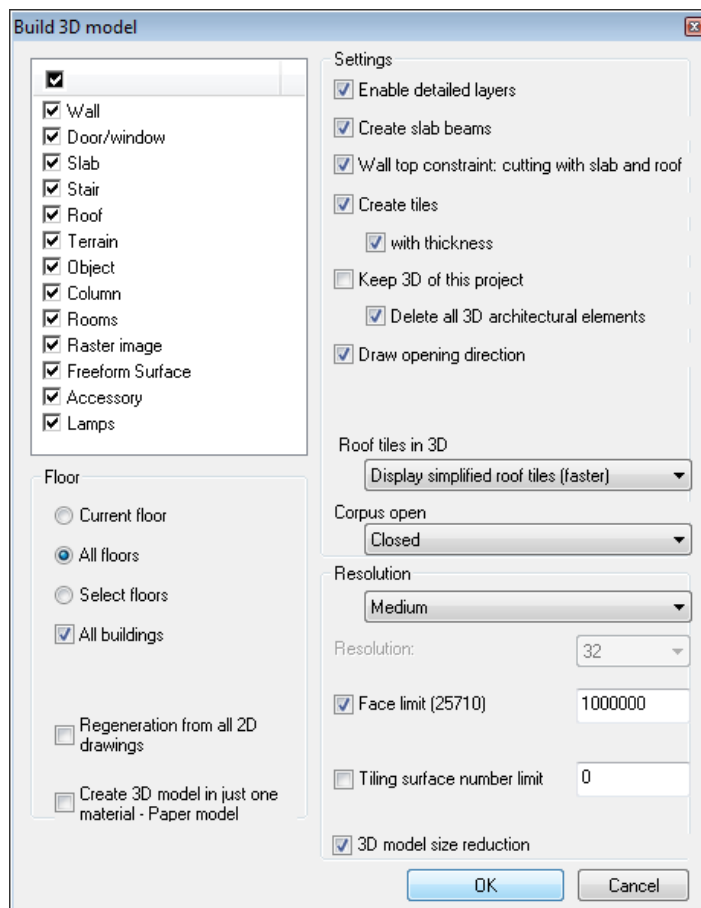 Build 3D model
Wall
Door/window
Slab
Stair
Roof
Terrain
Object
Column
Rooms
Raster image
Freeform Surface
Accessory
Lamps
Floor
Current floor
All floors
Select floors
All buildings
Regeneration from all 2D
drawings
Create 3D model in just one
material - Paper model
Settings
Enable detailed layers
Create slab beams
Wall top constraint: cutting with slab and roof
Create tiles
with thickness
Keep 3D of this project
Delete all 3D architectural elements
Draw opening direction
Roof tiles in 3D
Display simplified roof tiles (faster)
Corpus open
Closed
Resolution
Medium
Resolution: 32
Face limit (25710) 1000000
Tiling surface number limit 0
3D model size reduction
OK Cancel